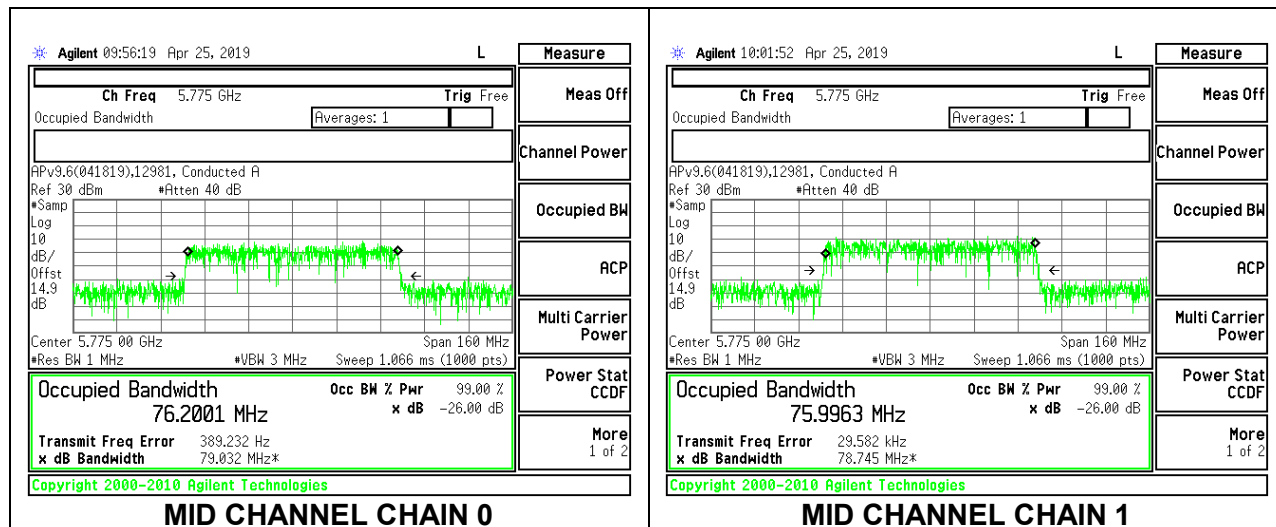 Agilent 09:56:19 Apr 25, 2019 L
Measure
Ch Freq 5.775 GHz Trig Free
Meas Off
Occupied Bandwidth Averages: 1
Channel Power
APv9.6(041819),12981, Conducted A
Ref 30 dBm #Atten 40 dB
#Samp
Occupied BW
Log
10
dB/
ACP
Offst
14.9
dB
Multi Carrier
Power
Center 5.775 00 GHz Span 160 MHz
#Res BW 1 MHz #VBW 3 MHz Sweep 1.066 ms (1000 pts)
Power Stat
CCDF
Occupied Bandwidth Occ BW % Pwr 99.00 %
76.2001 MHz x dB -26.00 dB
More
1 of 2
Transmit Freq Error 389.232 Hz
x dB Bandwidth 79.032 MHz*
Copyright 2000-2010 Agilent Technologies
MID CHANNEL CHAIN 0
Agilent 10:01:52 Apr 25, 2019 L
Measure
Ch Freq 5.775 GHz Trig Free
Meas Off
Occupied Bandwidth Averages: 1
Channel Power
APv9.6(041819),12981, Conducted A
Ref 30 dBm #Atten 40 dB
#Samp
Occupied BW
Log
10
dB/
ACP
Offst
14.9
dB
Multi Carrier
Power
Center 5.775 00 GHz Span 160 MHz
#Res BW 1 MHz #VBW 3 MHz Sweep 1.066 ms (1000 pts)
Power Stat
CCDF
Occupied Bandwidth Occ BW % Pwr 99.00 %
75.9963 MHz x dB -26.00 dB
More
1 of 2
Transmit Freq Error 29.582 kHz
x dB Bandwidth 78.745 MHz*
Copyright 2000-2010 Agilent Technologies
MID CHANNEL CHAIN 1